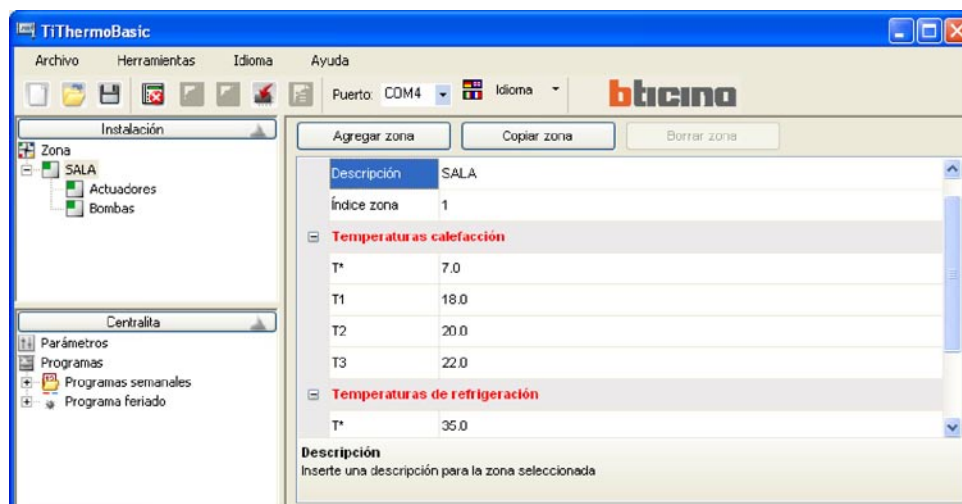 TiThermoBasic
Archivo Herramientas Idioma Ayuda
Puerto: COM4 Idioma bticino
Instalación
Zona
SALA
Actuadores
Bombas
Centralita
Parámetros
Programas
Programas semanales
Programa feriado
Agregar zona Copiar zona Borrar zona
Descripción SALA
Índice zona 1
Temperaturas calefacción
T* 7.0
T1 18.0
T2 20.0
T3 22.0
Temperaturas de refrigeración
T* 35.0
Descripción
Inserte una descripción para la zona seleccionada